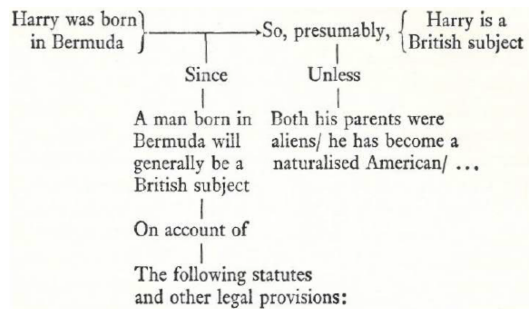 Harry was born
in Bermuda
So, presumably,
Harry is a
British subject
Since
Unless
A man born in
Bermuda will
generally be a
British subject
Both his parents were
aliens/ he has become a
naturalised American/ ...
On account of
The following statutes
and other legal provisions: